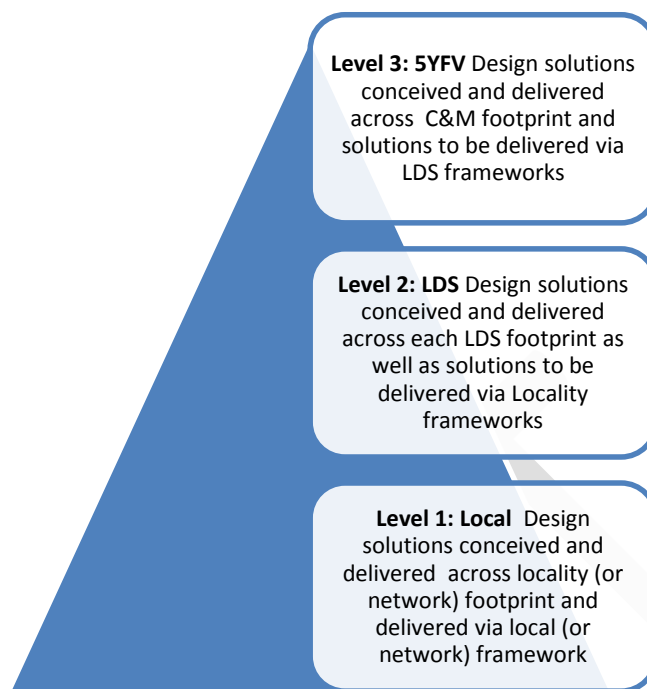 Level 3: 5YFV Design solutions
conceived and delivered
across C&M footprint and
solutions to be delivered via
LDS frameworks
Level 2: LDS Design solutions
conceived and delivered
across each LDS footprint as
well as solutions to be
delivered via Locality
frameworks
Level 1: Local Design
solutions conceived and
delivered across locality (or
network) footprint and
delivered via local (or
network) framework